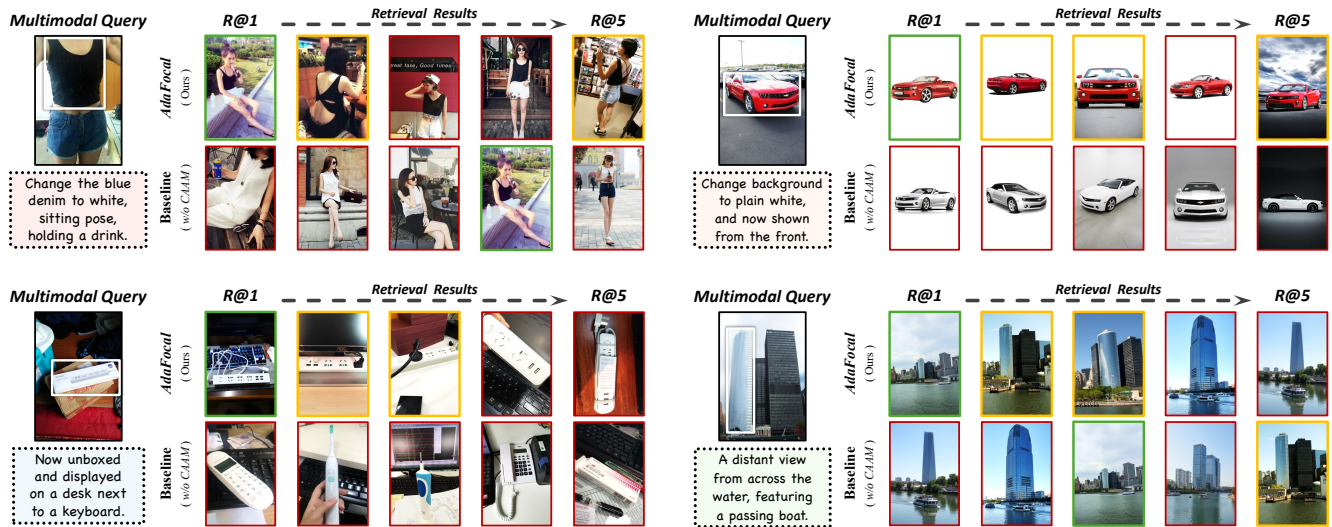 Multimodal Query
R@1
Retrieval Results
R@5
AdaFocal
( Ours )
Baseline
( w/o CAAM )
great take, Good times
Change the blue
denim to white,
sitting pose,
holding a drink.
Multimodal Query
R@1
Retrieval Results
R@5
AdaFocal
( Ours )
Baseline
( w/o CAAM )
Change background
to plain white,
and now shown
from the front.
Multimodal Query
R@1
Retrieval Results
R@5
AdaFocal
( Ours )
Baseline
( w/o CAAM )
Now unboxed
and displayed
on a desk next
to a keyboard.
Multimodal Query
R@1
Retrieval Results
R@5
AdaFocal
( Ours )
Baseline
( w/o CAAM )
A distant view
from across the
water, featuring
a passing boat.